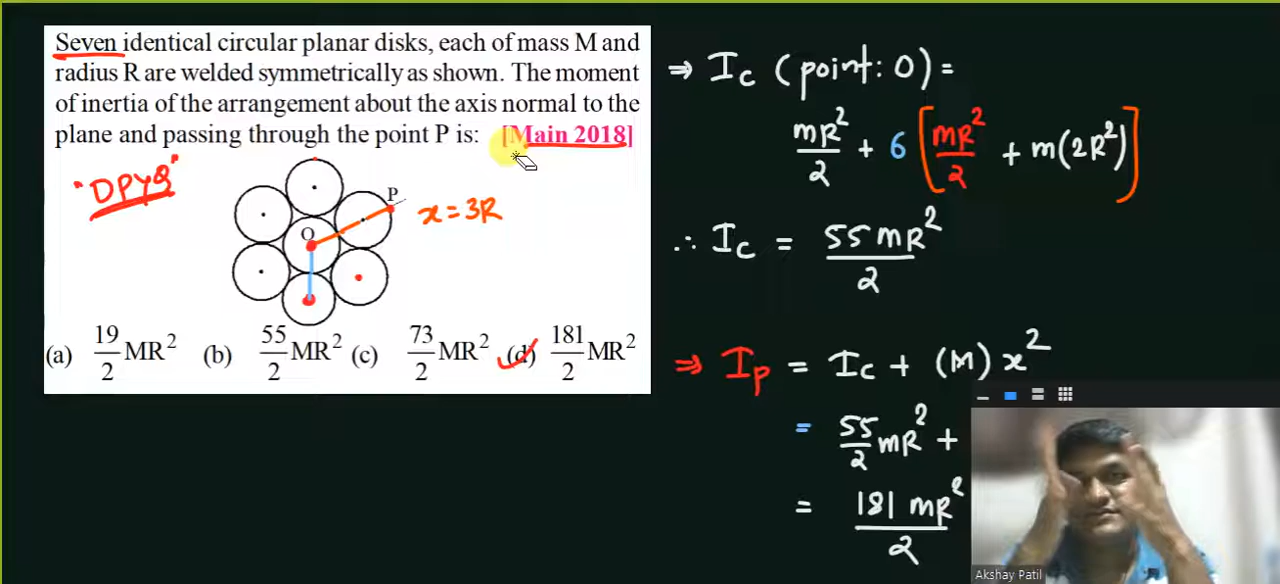 Seven identical circular planar disks, each of mass M and
radius R are welded symmetrically as shown. The moment
of inertia of the arrangement about the axis normal to the
plane and passing through the point P is: [Main 2018]
"DPYQ"
P
O
x = 3R
(a) 19/2 MR² (b) 55/2 MR² (c) 73/2 MR² (d) 181/2 MR²
⇒ Ic (point: O) =
mR²/2 + 6 [mR²/2 + m(2R²)]
∴ Ic = 55mR²/2
⇒ Ip = Ic + (M) x²
= 55/2 mR² +
= 181 mR²/2
Akshay Patil